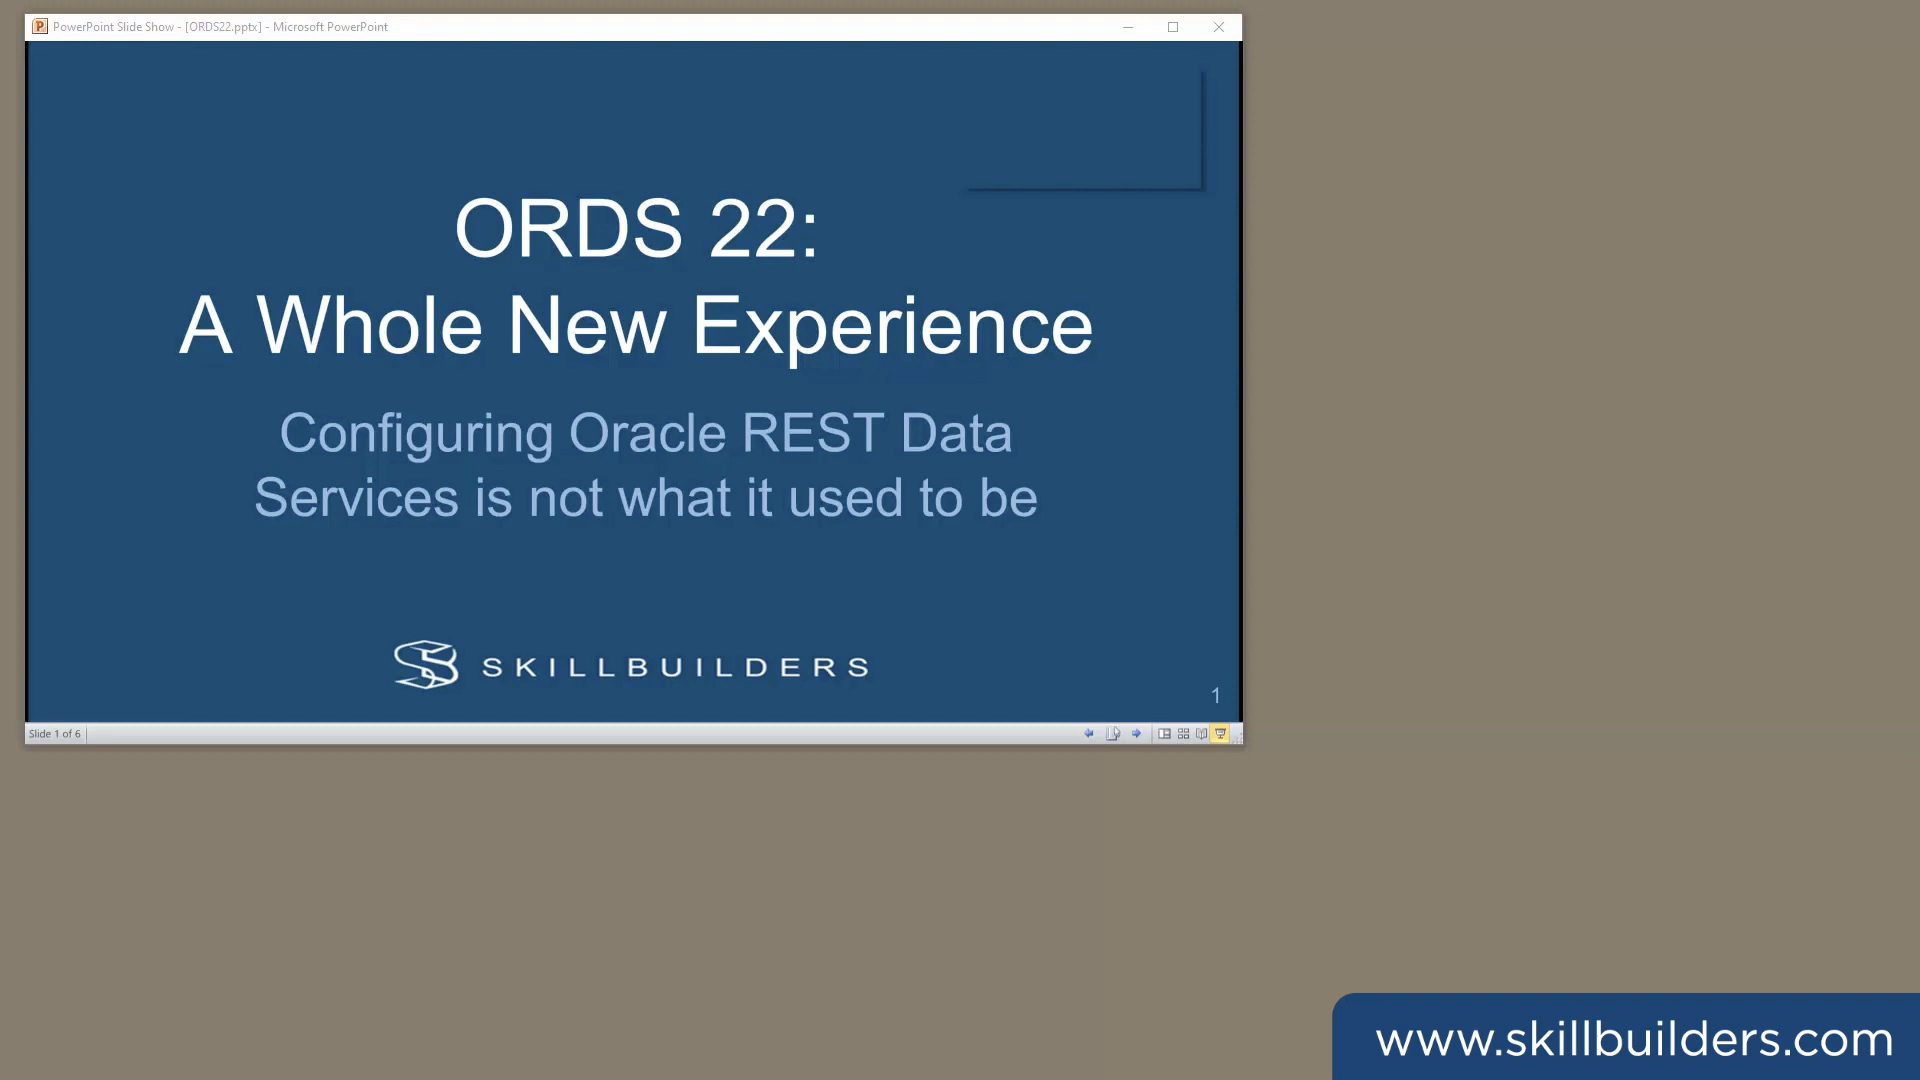 PowerPoint Slide Show - [ORDS22.pptx] - Microsoft PowerPoint
ORDS 22:
A Whole New Experience
Configuring Oracle REST Data
Services is not what it used to be
SKILLBUILDERS
1
Slide 1 of 6
www.skillbuilders.com